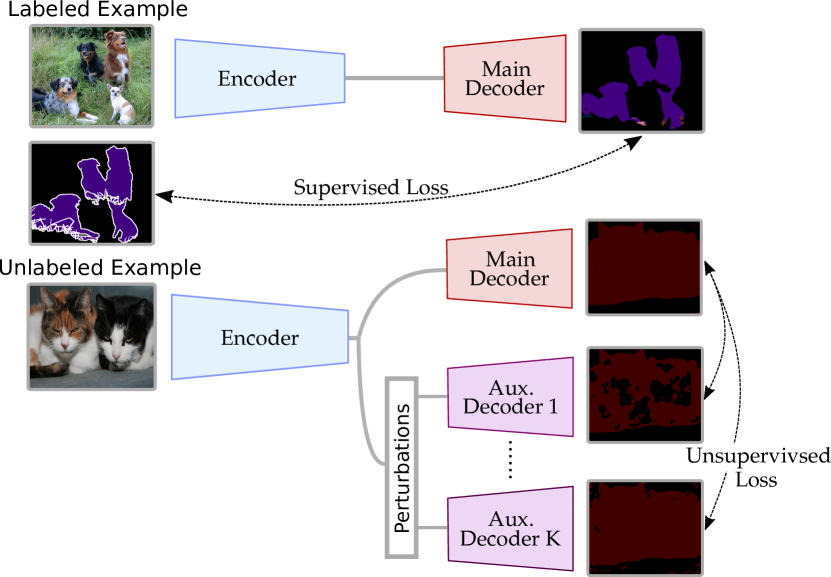 Labeled Example
Encoder
Main
Decoder
Supervised Loss
Unlabeled Example
Encoder
Main
Decoder
Perturbations
Aux.
Decoder 1
Unsupervivsed
Loss
Aux.
Decoder K